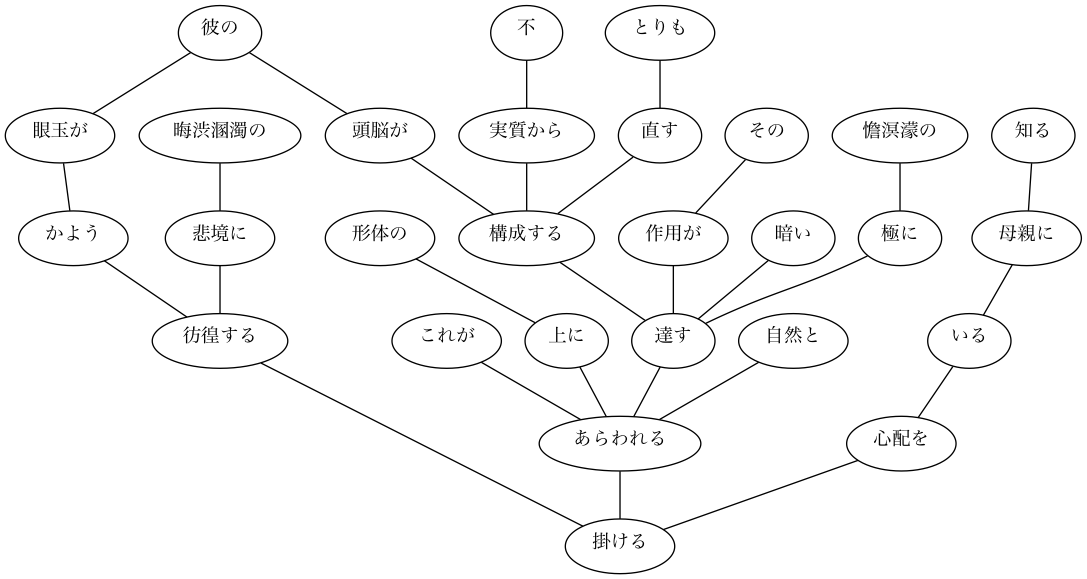 彼の
不
とりも
眼玉が
晦渋溷濁の
頭脳が
実質から
直す
その
憺溟濛の
知る
かよう
悲境に
形体の
構成する
作用が
暗い
極に
母親に
彷徨する
これが
上に
達す
自然と
いる
あらわれる
心配を
掛ける